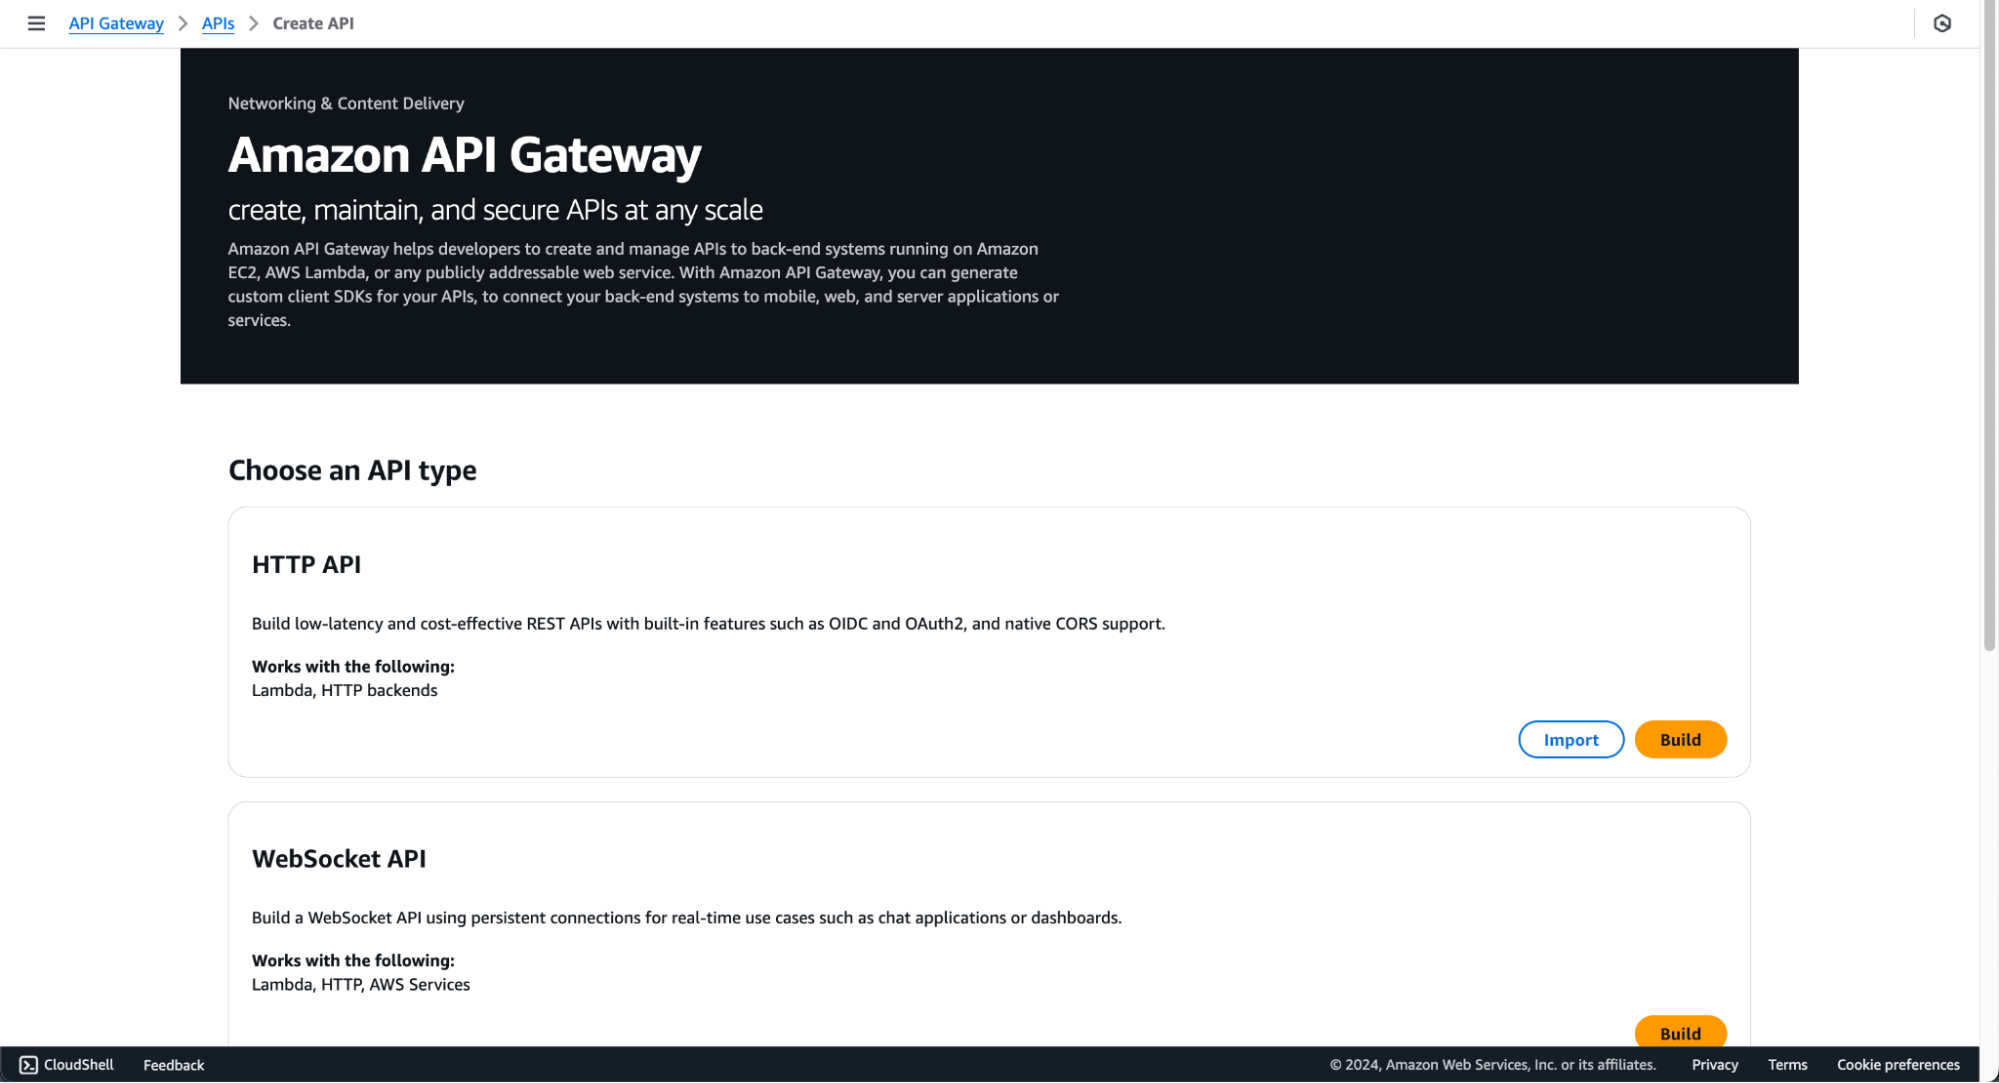 API Gateway > APIs > Create API
Networking & Content Delivery
Amazon API Gateway
create, maintain, and secure APIs at any scale
Amazon API Gateway helps developers to create and manage APIs to back-end systems running on Amazon
EC2, AWS Lambda, or any publicly addressable web service. With Amazon API Gateway, you can generate
custom client SDKs for your APIs, to connect your back-end systems to mobile, web, and server applications or
services.
Choose an API type
HTTP API
Build low-latency and cost-effective REST APIs with built-in features such as OIDC and OAuth2, and native CORS support.
Works with the following:
Lambda, HTTP backends
Import Build
WebSocket API
Build a WebSocket API using persistent connections for real-time use cases such as chat applications or dashboards.
Works with the following:
Lambda, HTTP, AWS Services
Build
CloudShell Feedback © 2024, Amazon Web Services, Inc. or its affiliates. Privacy Terms Cookie preferences